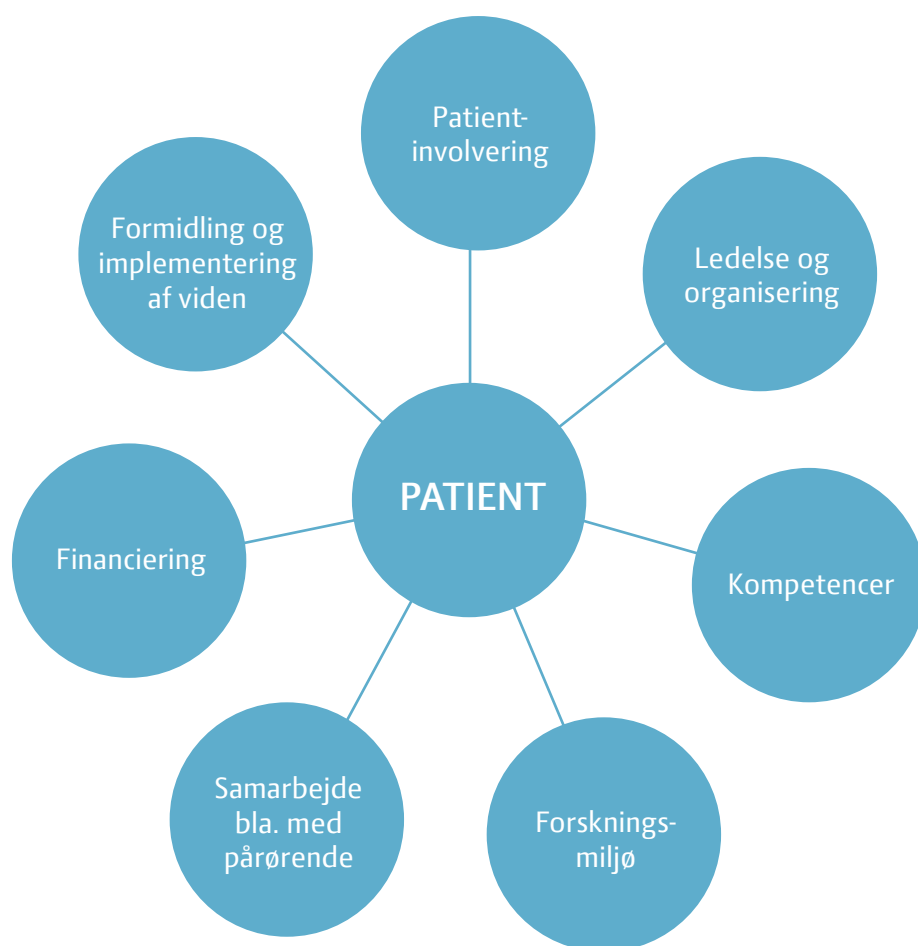 Patient-
involvering
Formidling og
implementering
af viden
Ledelse og
organisering
PATIENT
Financiering
Kompetencer
Samarbejde
bla. med
pårørende
Forsknings-
miljø